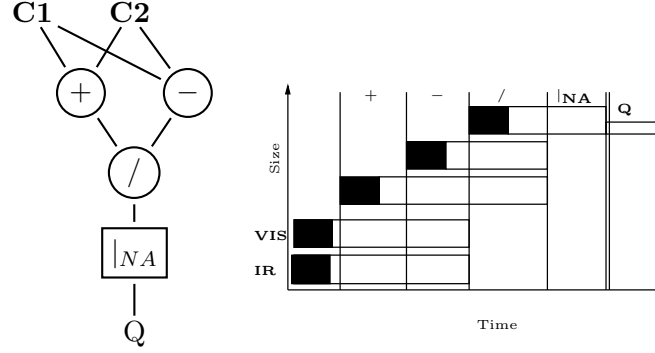 C1 C2
+ −
/
|NA
Q
+ − / |NA
Q
Size
VIS
IR
Time